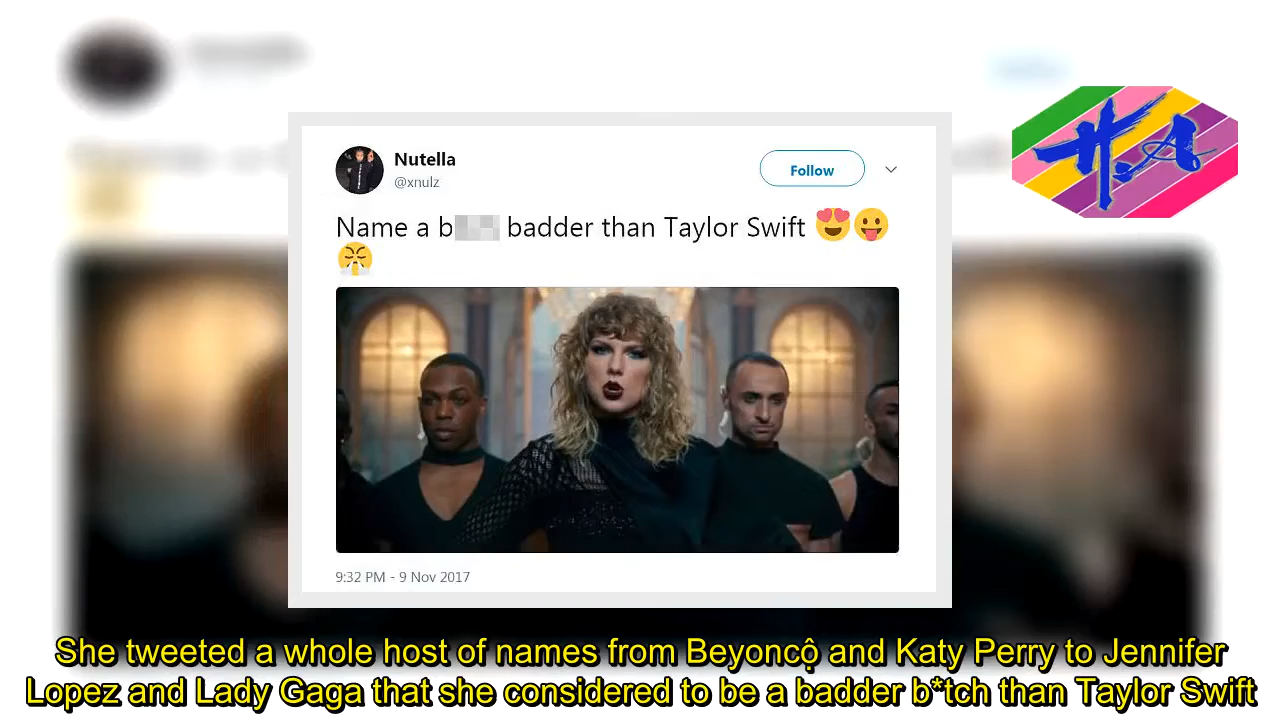 Nutella
@xnulz
Follow
Name a b badder than Taylor Swift 😍😛
😤
9:32 PM - 9 Nov 2017
H.A
She tweeted a whole host of names from Beyoncộ and Katy Perry to Jennifer
Lopez and Lady Gaga that she considered to be a badder b*tch than Taylor Swift